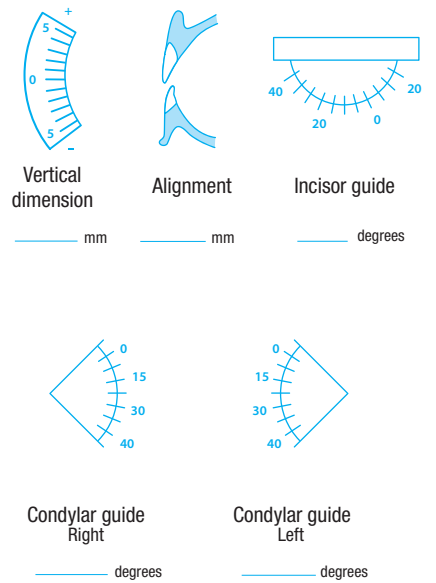 +
5
0
5
–
Vertical
dimension
mm
Alignment
mm
40
20
0
20
Incisor guide
degrees
0
15
30
40
Condylar guide
Right
degrees
0
15
30
40
Condylar guide
Left
degrees